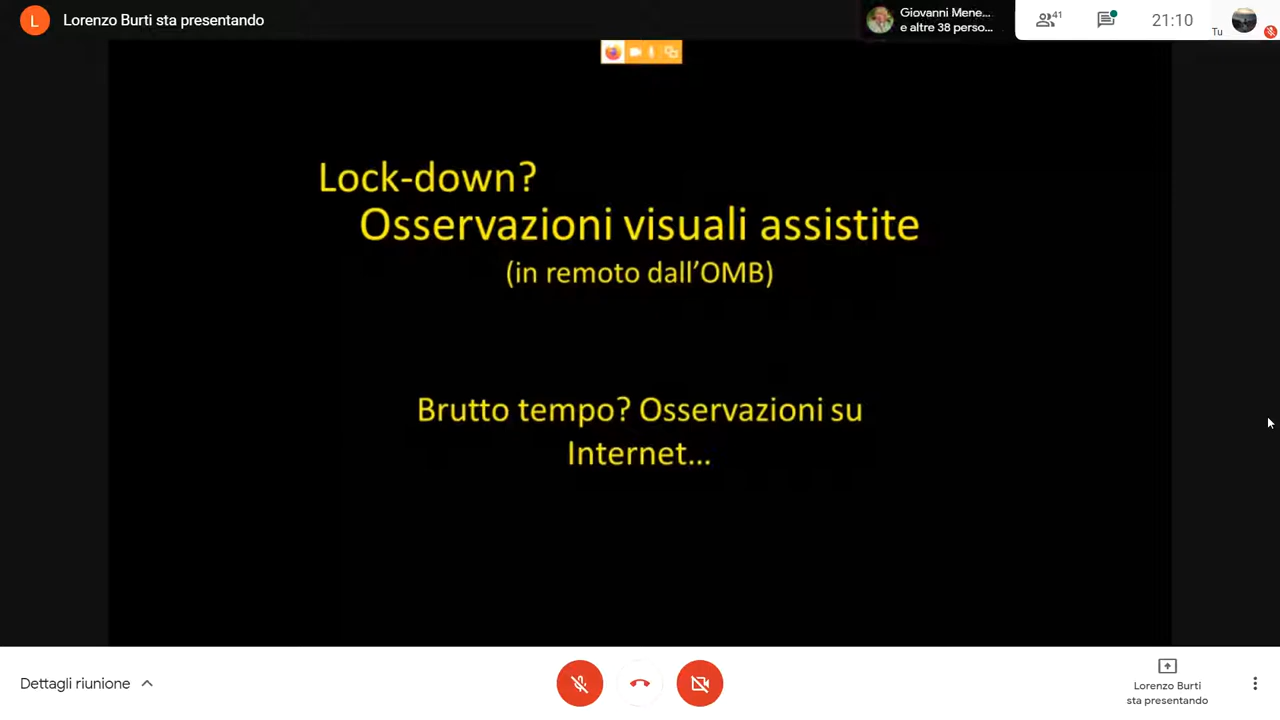 L
Lorenzo Burti sta presentando
Giovanni Mene...
e altre 38 perso...
41
21:10
Tu
Lock-down?
Osservazioni visuali assistite
(in remoto dall'OMB)
Brutto tempo? Osservazioni su
Internet...
Dettagli riunione
Lorenzo Burti
sta presentando